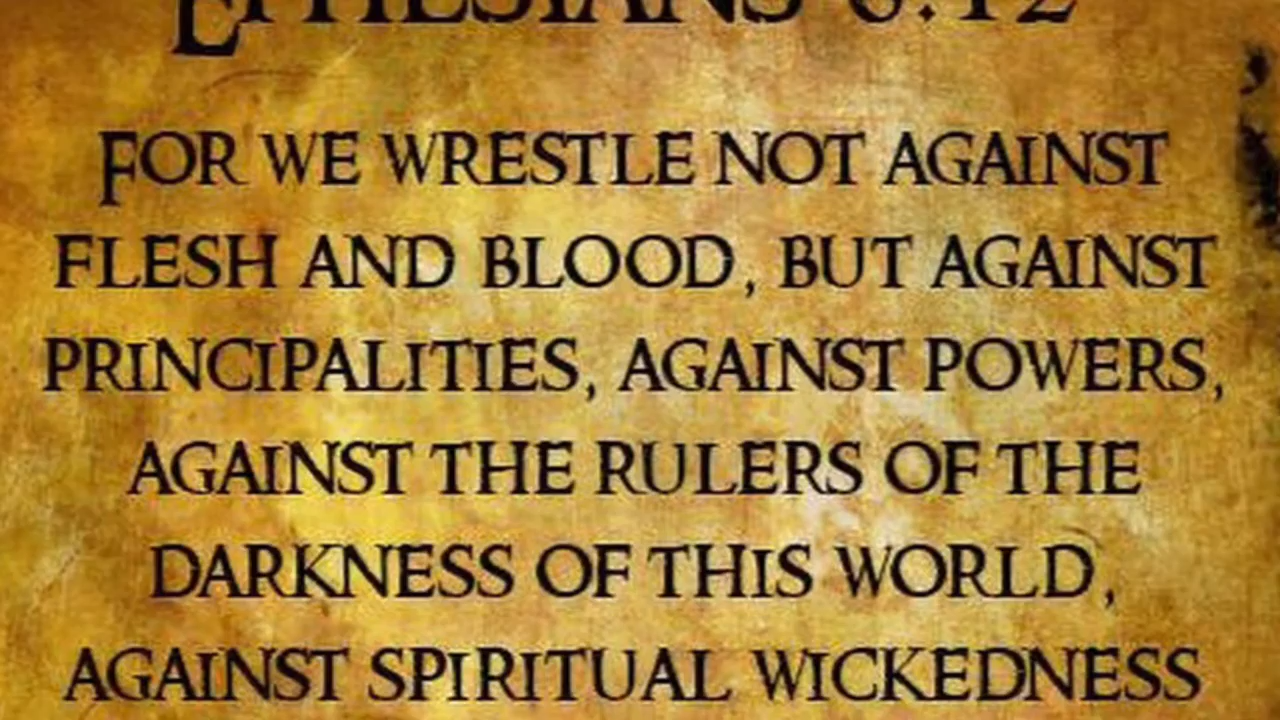 EPHESIANS 6:12
FOR WE WRESTLE NOT AGAINST
FLESH AND BLOOD, BUT AGAINST
PRINCIPALITIES, AGAINST POWERS,
AGAINST THE RULERS OF THE
DARKNESS OF THIS WORLD,
AGAINST SPIRITUAL WICKEDNESS